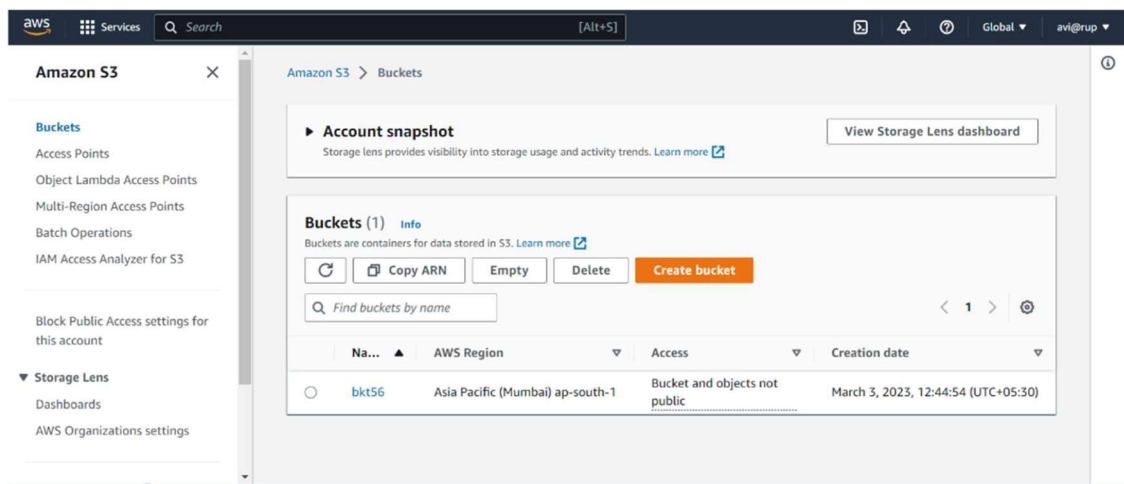 aws
Services
Search
[Alt+S]
Global
avi@rup
Amazon S3
Buckets
Access Points
Object Lambda Access Points
Multi-Region Access Points
Batch Operations
IAM Access Analyzer for S3
Block Public Access settings for
this account
Storage Lens
Dashboards
AWS Organizations settings
Amazon S3 > Buckets
Account snapshot
Storage lens provides visibility into storage usage and activity trends. Learn more
View Storage Lens dashboard
Buckets (1) Info
Buckets are containers for data stored in S3. Learn more
Copy ARN
Empty
Delete
Create bucket
Find buckets by name
1
Na... AWS Region Access Creation date
bkt56 Asia Pacific (Mumbai) ap-south-1 Bucket and objects not March 3, 2023, 12:44:54 (UTC+05:30)
public